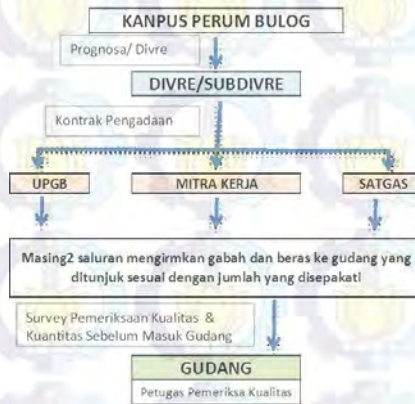 KANPUS PERUM BULOG
Prognosa/ Divre
DIVRE/SUBDIVRE
Kontrak Pengadaan
UPGB
MITRA KERJA
SATGAS
Masing2 saluran mengirmkan gabah dan beras ke gudang yang
ditunjuk sesuai dengan jumlah yang disepakati
Survey Pemeriksaan Kualitas &
Kuantitas Sebelum Masuk Gudang
GUDANG
Petugas Pemeriksa Kualitas